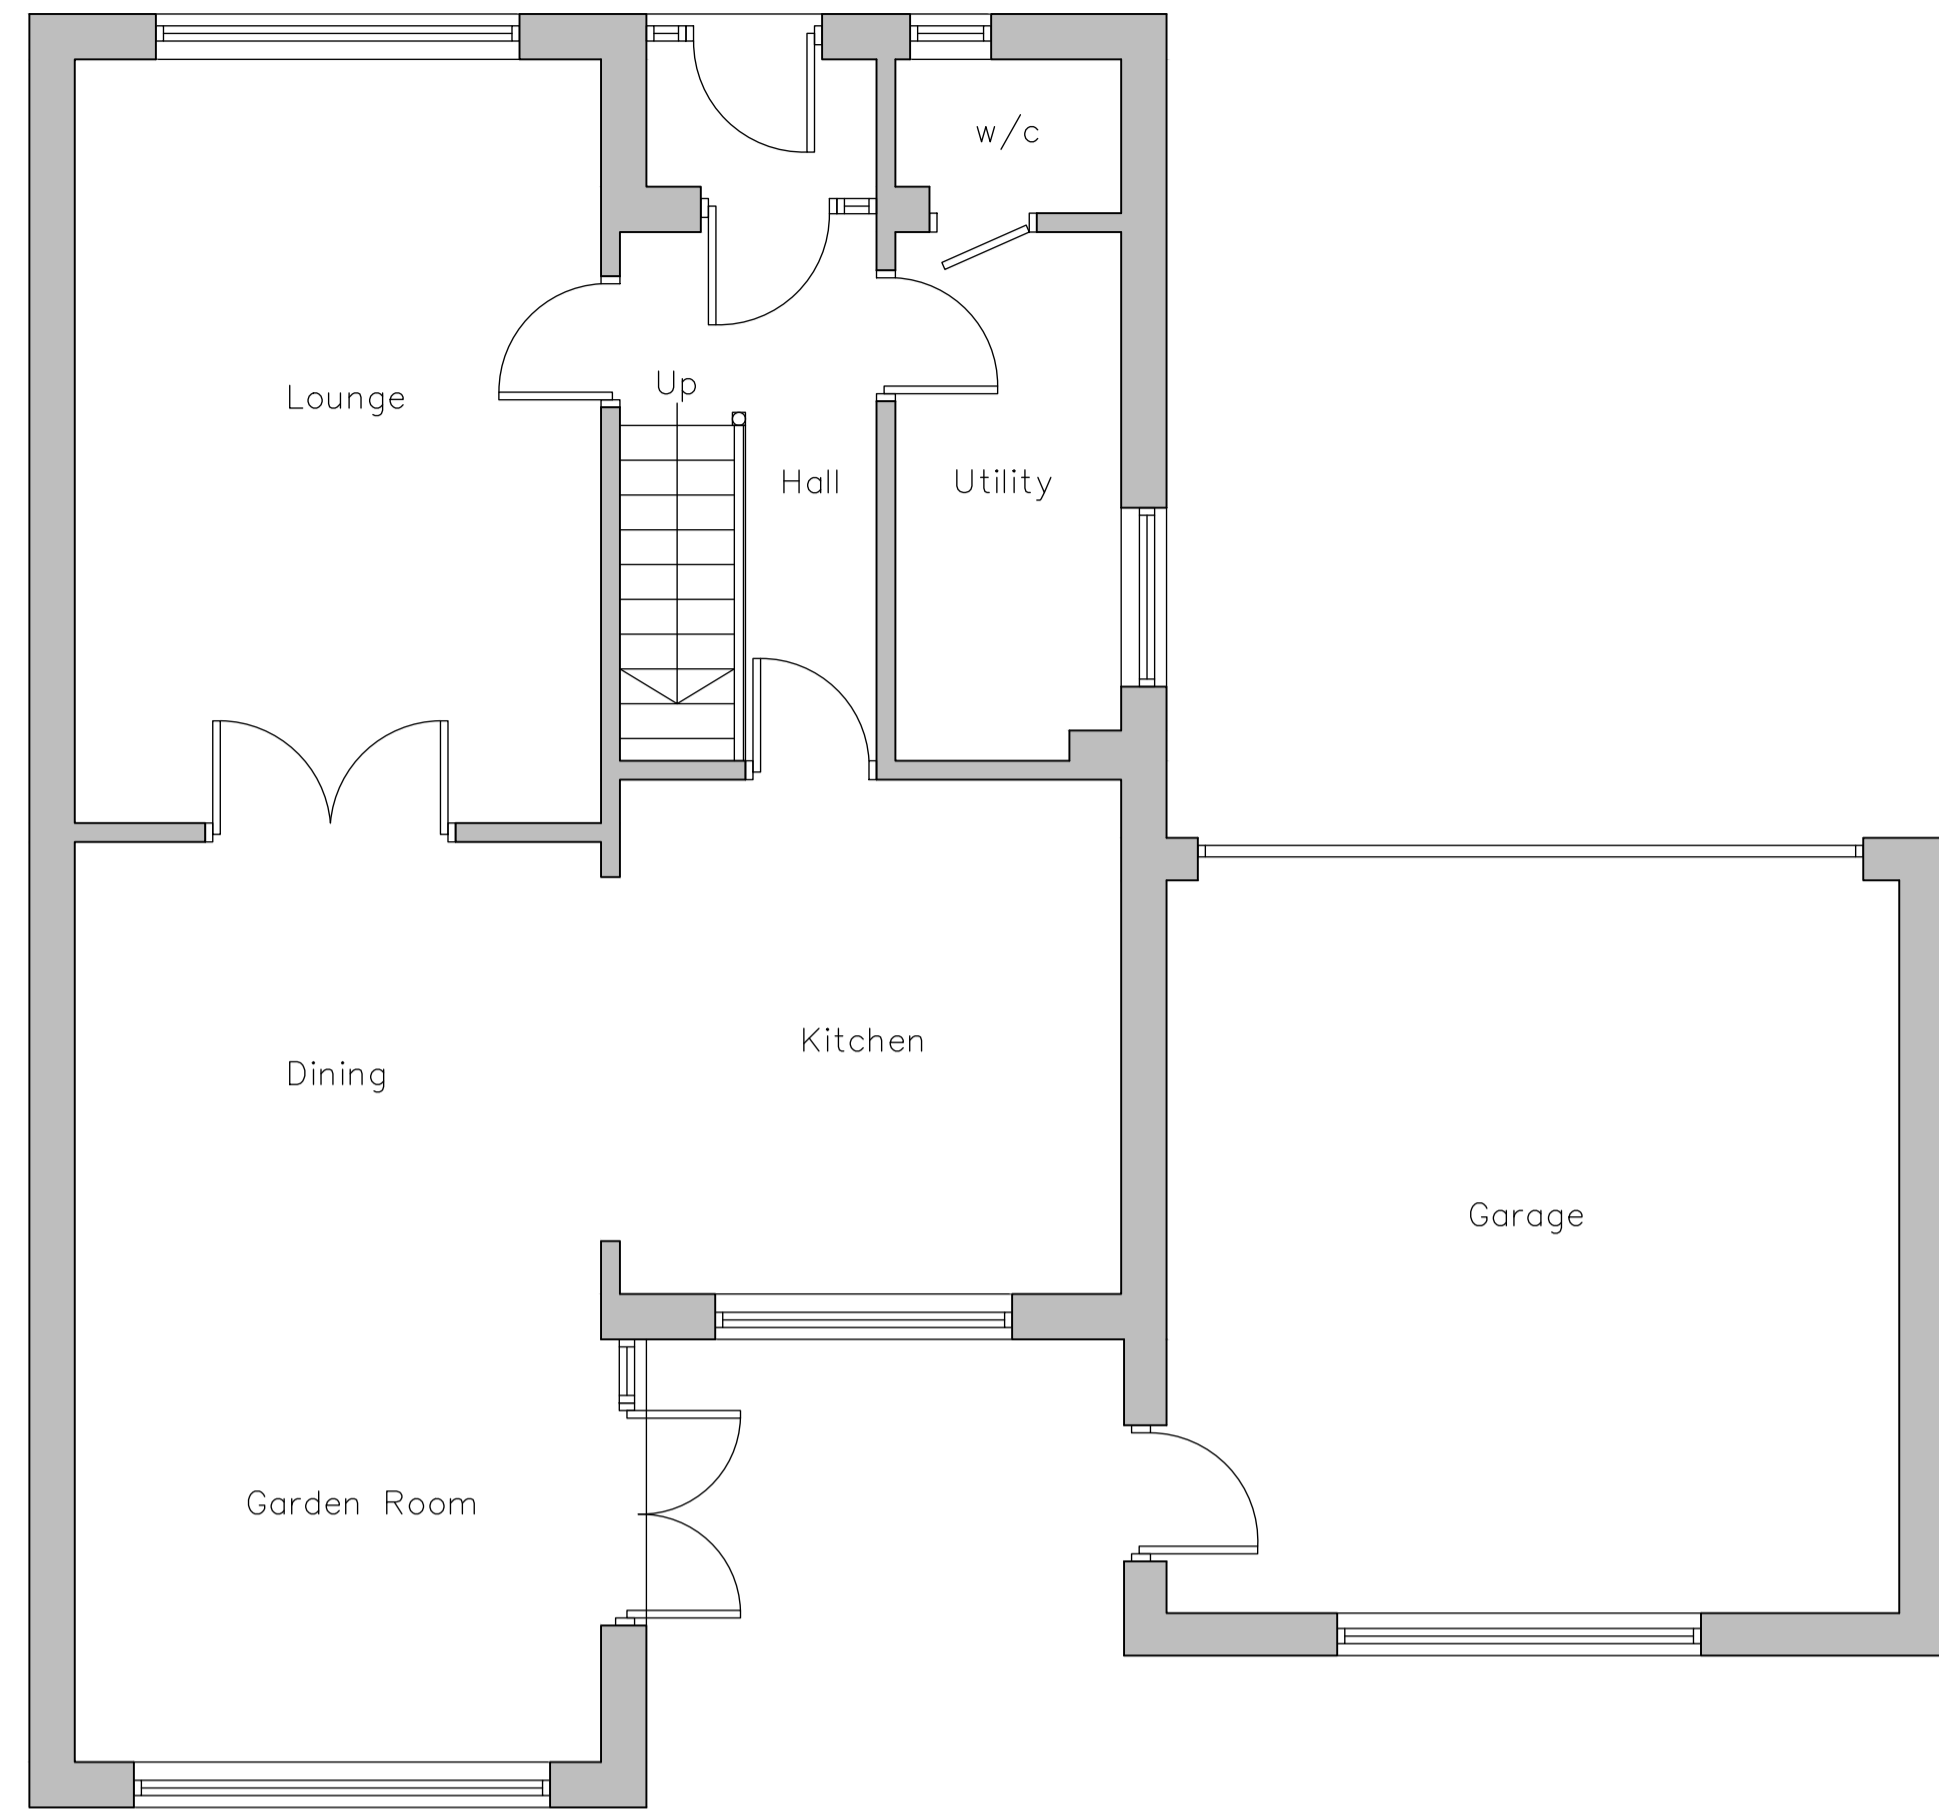 w/c
Up
Lounge
Hall
Utility
Kitchen
Dining
Garage
Garden Room